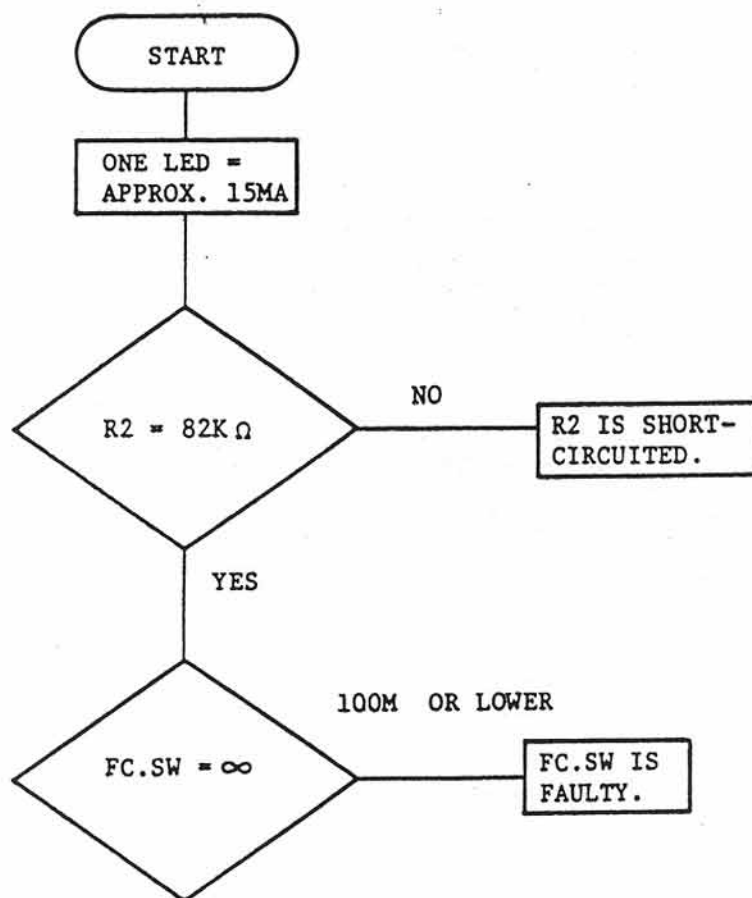 START
ONE LED =
APPROX. 15MA
R2 = 82KΩ
NO
R2 IS SHORT-
CIRCUITED.
YES
100M OR LOWER
FC.SW = ∞
FC.SW IS
FAULTY.